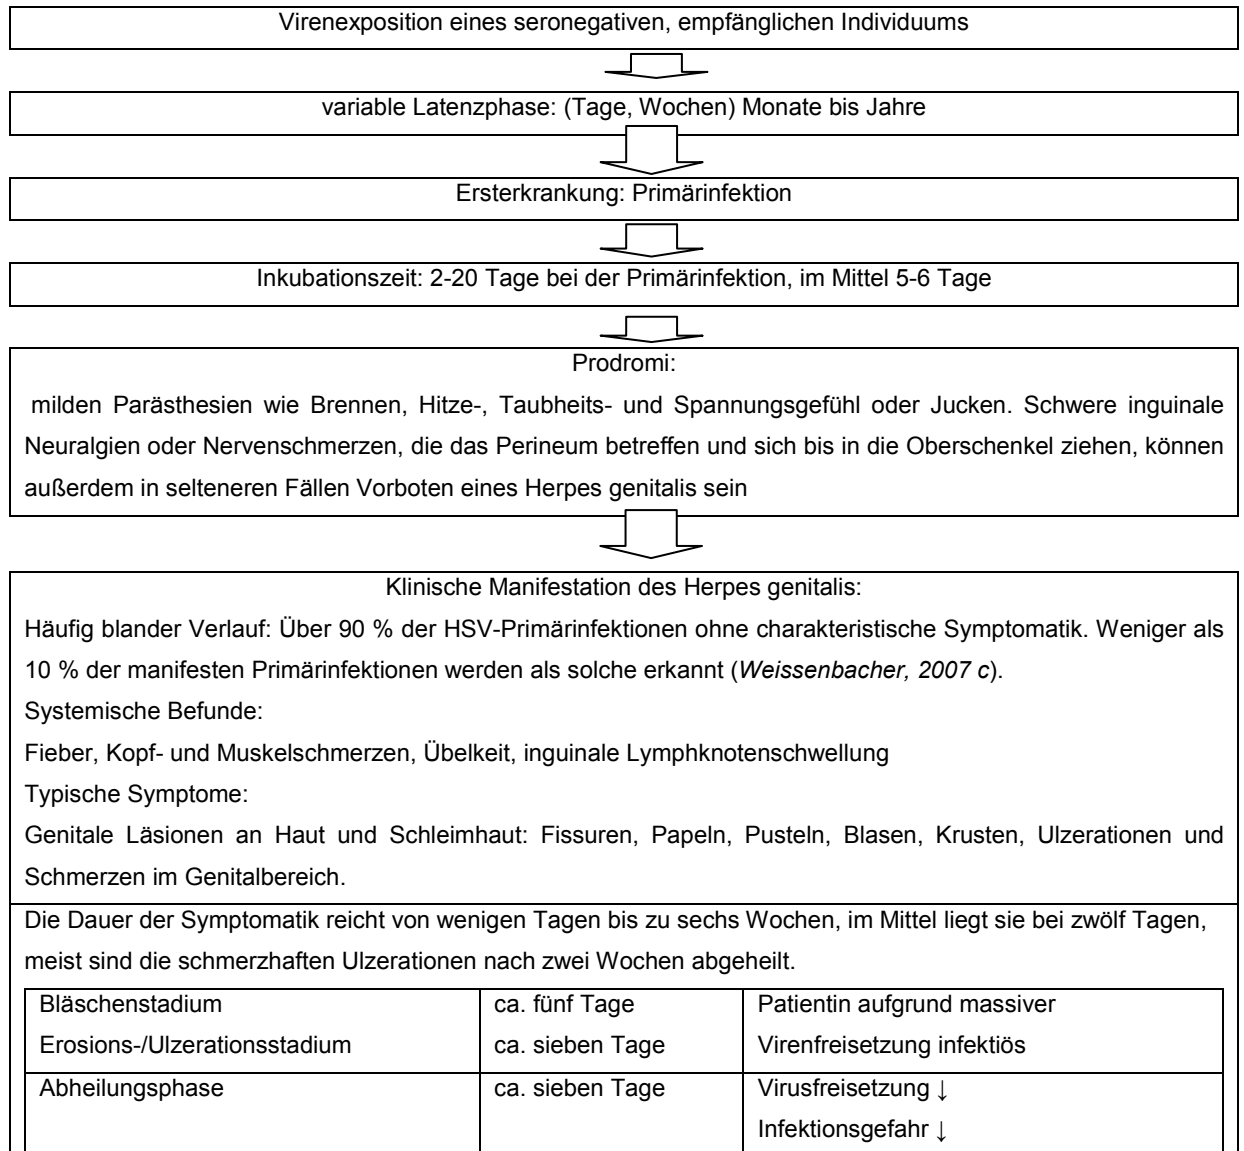 Virenexposition eines seronegativen, empfänglichen Individuums
variable Latenzphase: (Tage, Wochen) Monate bis Jahre
Ersterkrankung: Primärinfektion
Inkubationszeit: 2-20 Tage bei der Primärinfektion, im Mittel 5-6 Tage
Prodromi:
milden Parästhesien wie Brennen, Hitze-, Taubheits- und Spannungsgefühl oder Jucken. Schwere inguinale
Neuralgien oder Nervenschmerzen, die das Perineum betreffen und sich bis in die Oberschenkel ziehen, können
außerdem in selteneren Fällen Vorboten eines Herpes genitalis sein
Klinische Manifestation des Herpes genitalis:
Häufig blander Verlauf: Über 90 % der HSV-Primärinfektionen ohne charakteristische Symptomatik. Weniger als
10 % der manifesten Primärinfektionen werden als solche erkannt (Weissenbacher, 2007 c).
Systemische Befunde:
Fieber, Kopf- und Muskelschmerzen, Übelkeit, inguinale Lymphknotenschwellung
Typische Symptome:
Genitale Läsionen an Haut und Schleimhaut: Fissuren, Papeln, Pusteln, Blasen, Krusten, Ulzerationen und
Schmerzen im Genitalbereich.
Die Dauer der Symptomatik reicht von wenigen Tagen bis zu sechs Wochen, im Mittel liegt sie bei zwölf Tagen,
meist sind die schmerzhaften Ulzerationen nach zwei Wochen abgeheilt.
Bläschenstadium ca. fünf Tage Patientin aufgrund massiver
Erosions-/Ulzerationsstadium ca. sieben Tage Virenfreisetzung infektiös
Abheilungsphase ca. sieben Tage Virusfreisetzung ↓
Infektionsgefahr ↓